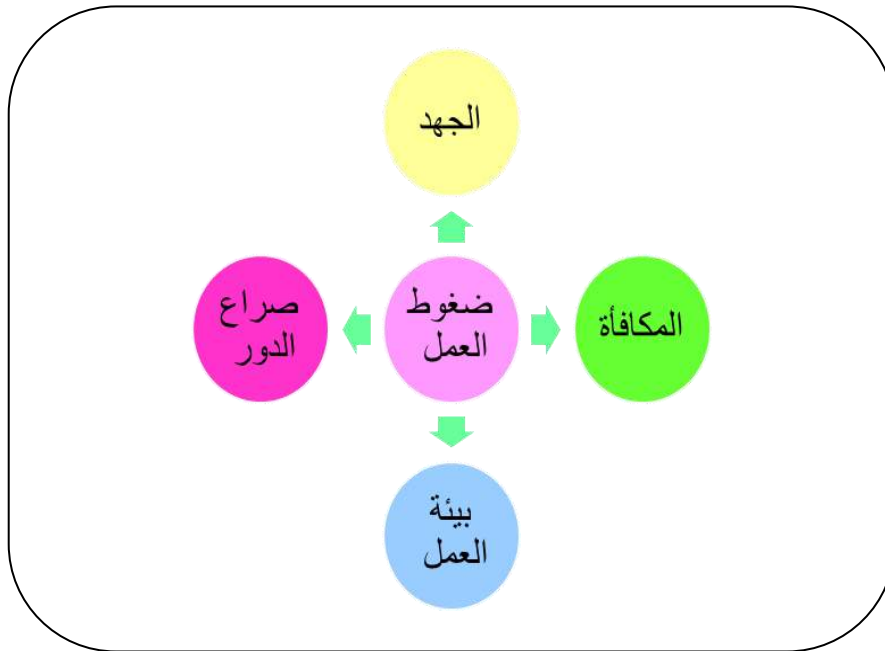 الجهد
المكافأة
ضغوط
العمل
صراع
الدور
بيئة
العمل